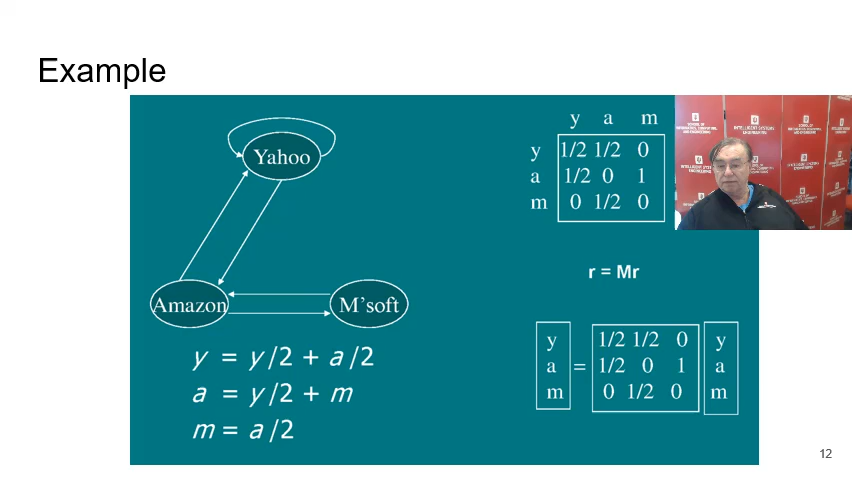 Example
Yahoo
Amazon
M'soft
y = y/2 + a/2
a = y/2 + m
m = a/2
y a m
y 1/2 1/2 0
a 1/2 0 1
m 0 1/2 0
r = Mr
y 1/2 1/2 0 y
a = 1/2 0 1 a
m 0 1/2 0 m
12